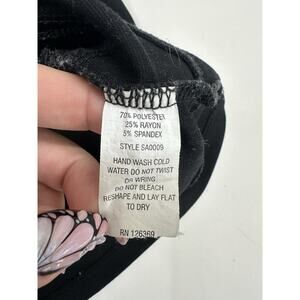 70% POLYESTER
25% RAYON
5% SPANDEX
STYLE SA0009
HAND WASH COLD
WATER DO NOT TWIST
OR WRING
DO NOT BLEACH
RESHAPE AND LAY FLAT
TO DRY
RN 126369